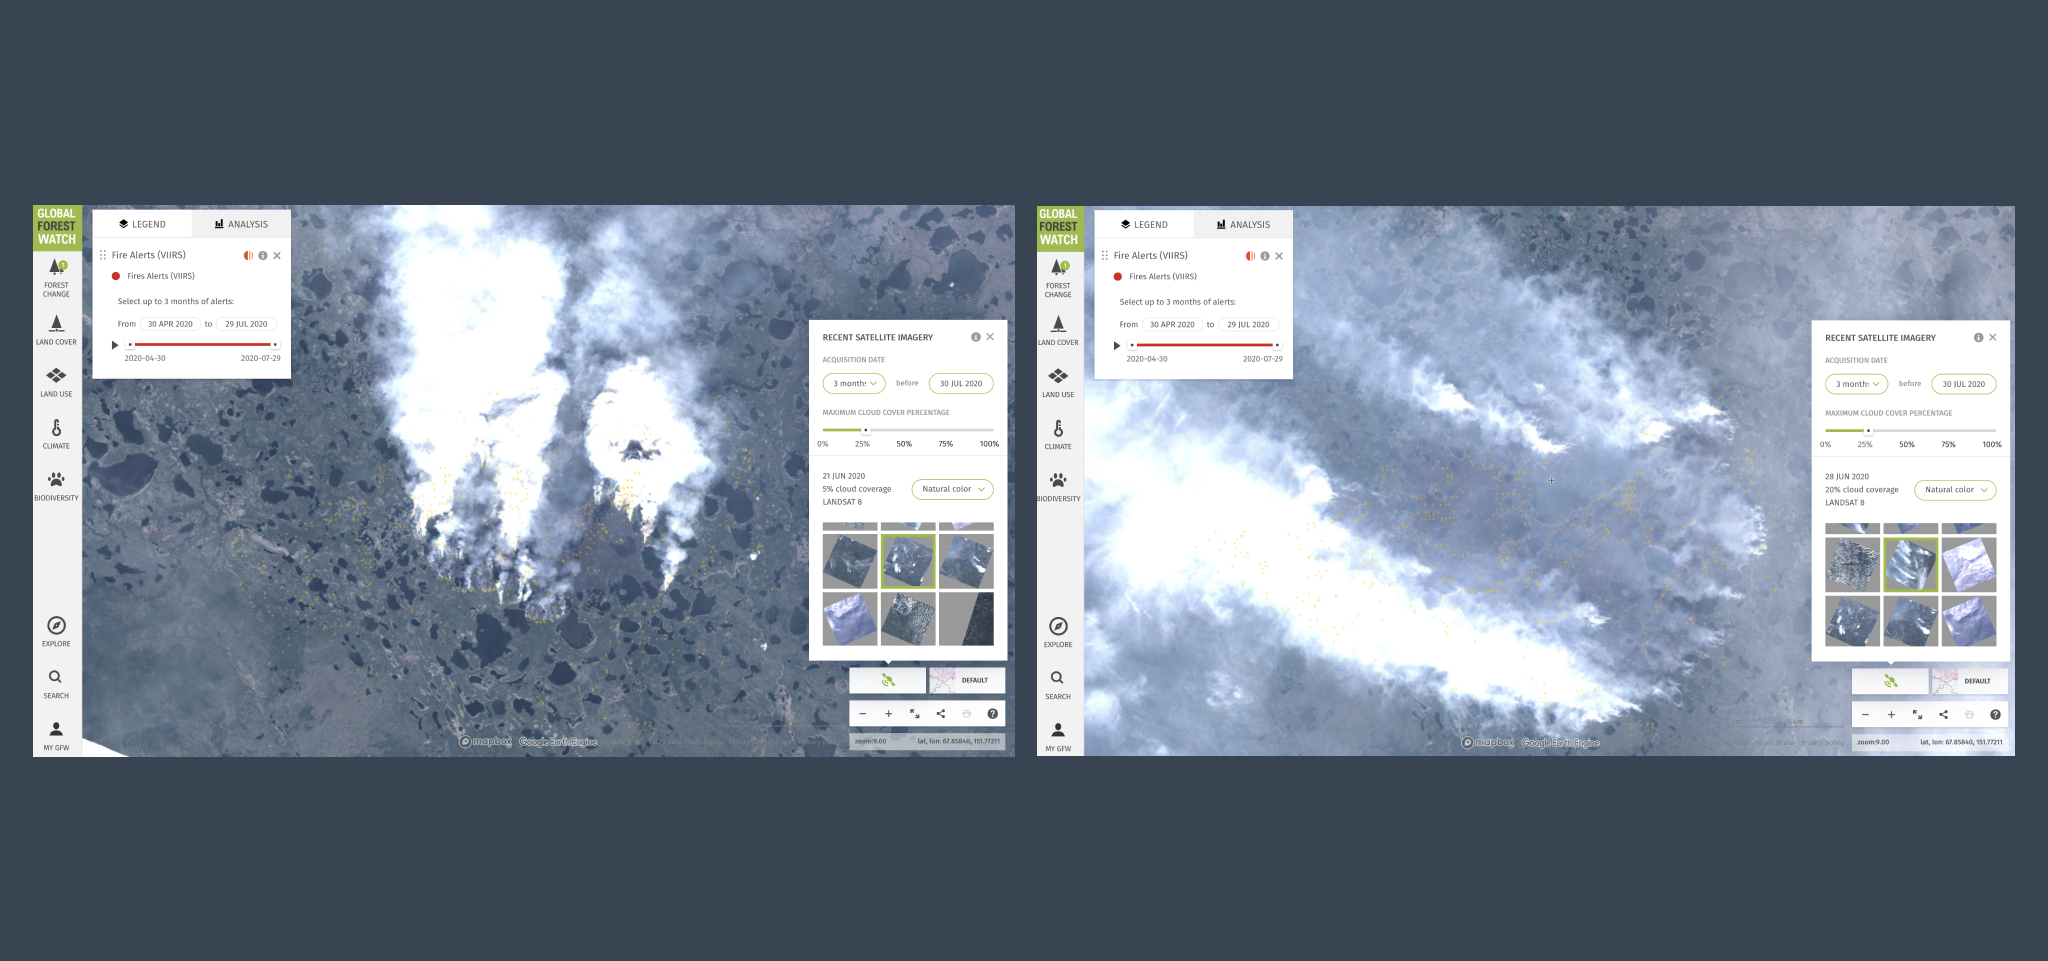 GLOBAL
FOREST
WATCH
1
FOREST
CHANGE
LAND COVER
LAND USE
CLIMATE
BIODIVERSITY
EXPLORE
SEARCH
MY GFW
LEGEND
ANALYSIS
Fire Alerts (VIIRS)
Fires Alerts (VIIRS)
Select up to 3 months of alerts:
From 30 APR 2020 to 29 JUL 2020
2020-04-30 2020-07-29
RECENT SATELLITE IMAGERY
ACQUISITION DATE
3 months before 30 JUL 2020
MAXIMUM CLOUD COVER PERCENTAGE
0% 25% 50% 75% 100%
21 JUN 2020
5% cloud coverage
LANDSAT 8
Natural color
DEFAULT
mapbox Google Earth Engine
zoom:9.00 lat, lon: 67.85840, 151.77211
GLOBAL
FOREST
WATCH
1
FOREST
CHANGE
LAND COVER
LAND USE
CLIMATE
BIODIVERSITY
EXPLORE
SEARCH
MY GFW
LEGEND
ANALYSIS
Fire Alerts (VIIRS)
Fires Alerts (VIIRS)
Select up to 3 months of alerts:
From 30 APR 2020 to 29 JUL 2020
2020-04-30 2020-07-29
RECENT SATELLITE IMAGERY
ACQUISITION DATE
3 months before 30 JUL 2020
MAXIMUM CLOUD COVER PERCENTAGE
0% 25% 50% 75% 100%
28 JUN 2020
20% cloud coverage
LANDSAT 8
Natural color
DEFAULT
mapbox Google Earth Engine
Terms of use Privacy policy
zoom:9.00 lat, lon: 67.85840, 151.77211